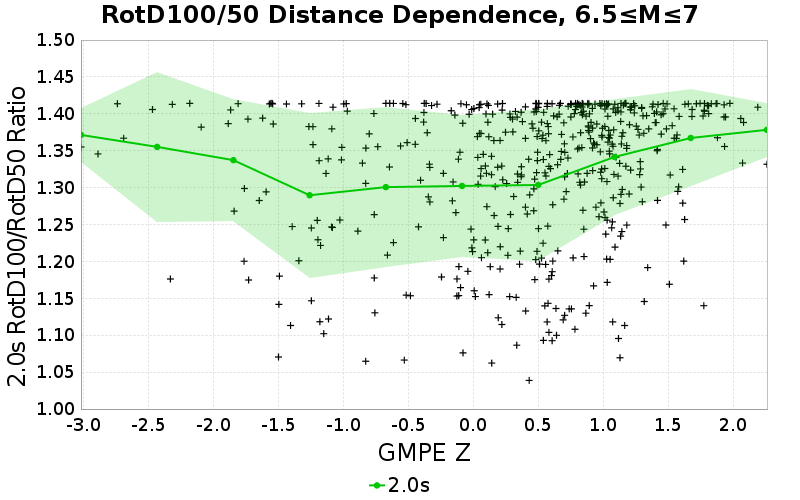 RotD100/50 Distance Dependence, 6.5≤M≤7
2.0s RotD100/RotD50 Ratio
1.50
1.45
1.40
1.35
1.30
1.25
1.20
1.15
1.10
1.05
1.00
-3.0 -2.5 -2.0 -1.5 -1.0 -0.5 0.0 0.5 1.0 1.5 2.0
GMPE Z
2.0s